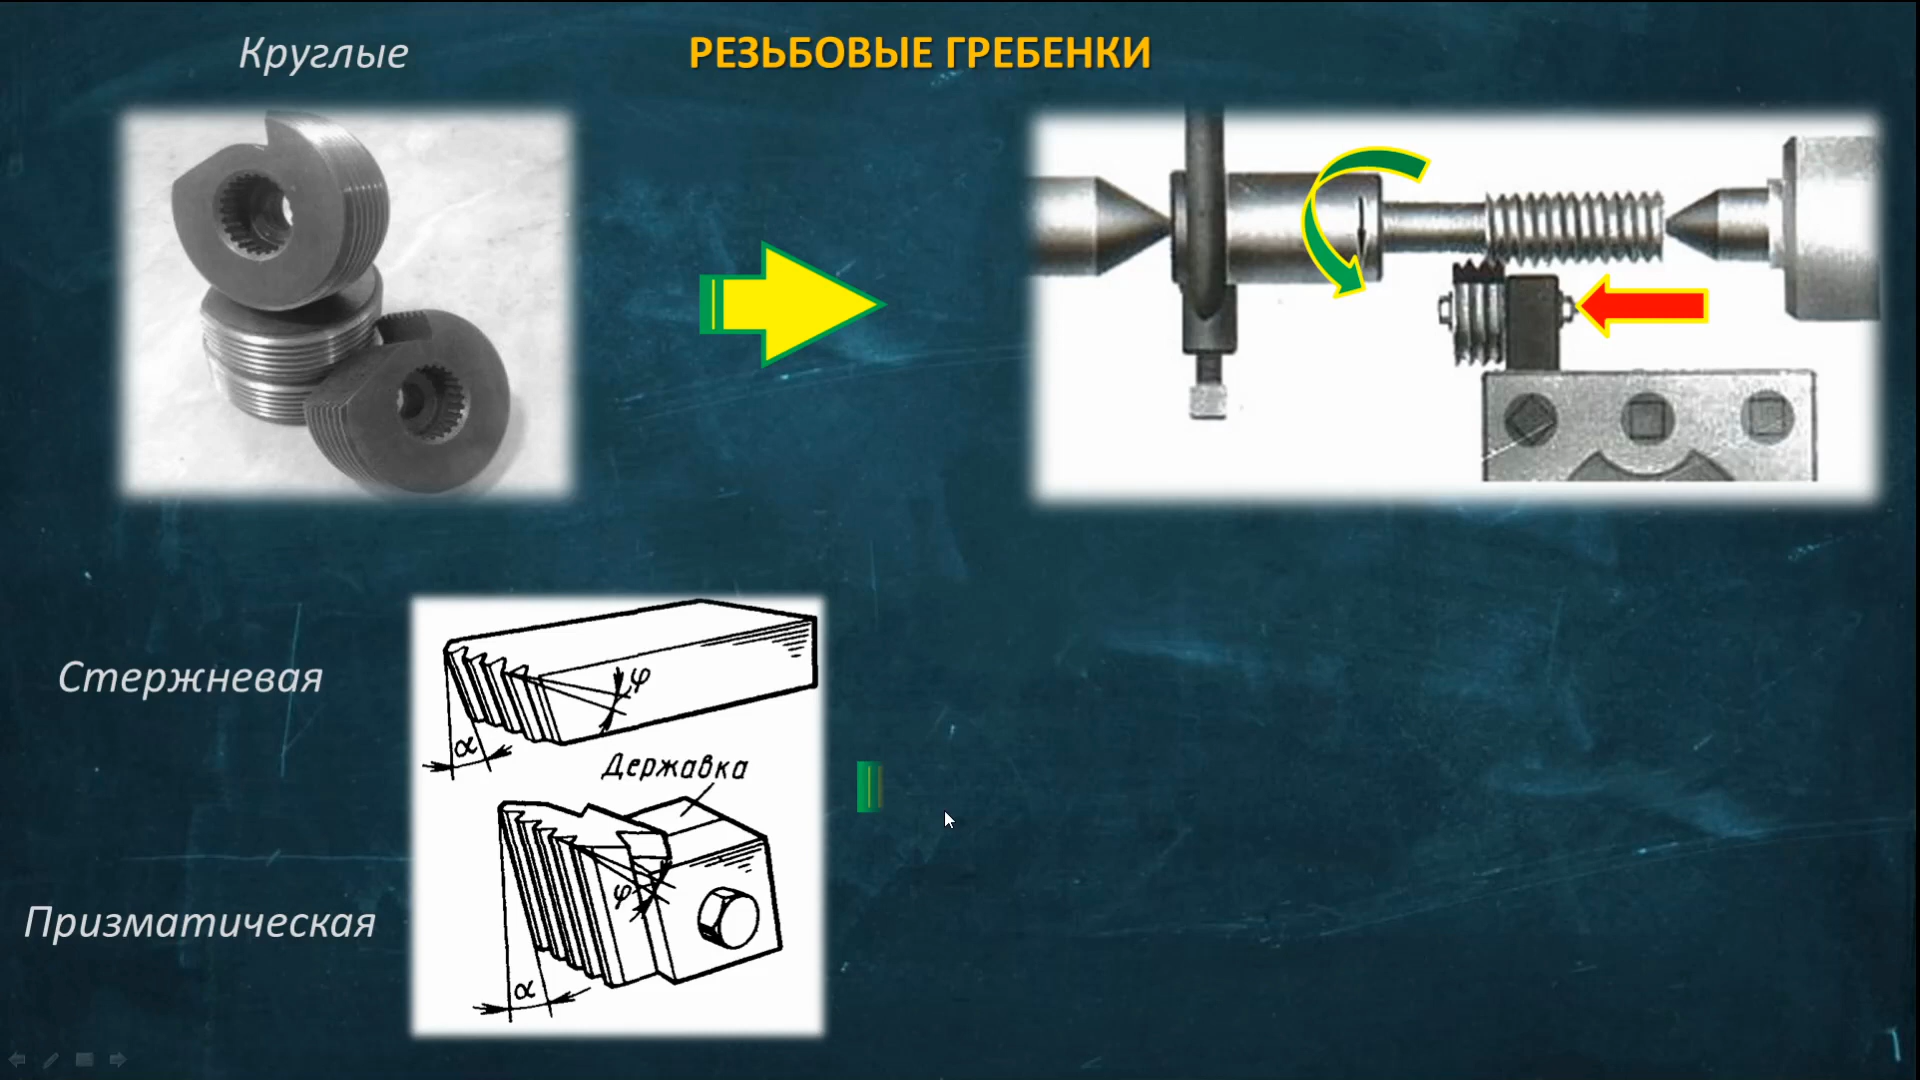 Круглые
РЕЗЬБОВЫЕ ГРЕБЕНКИ
Стержневая
φ
α
Державка
Призматическая
φ
α